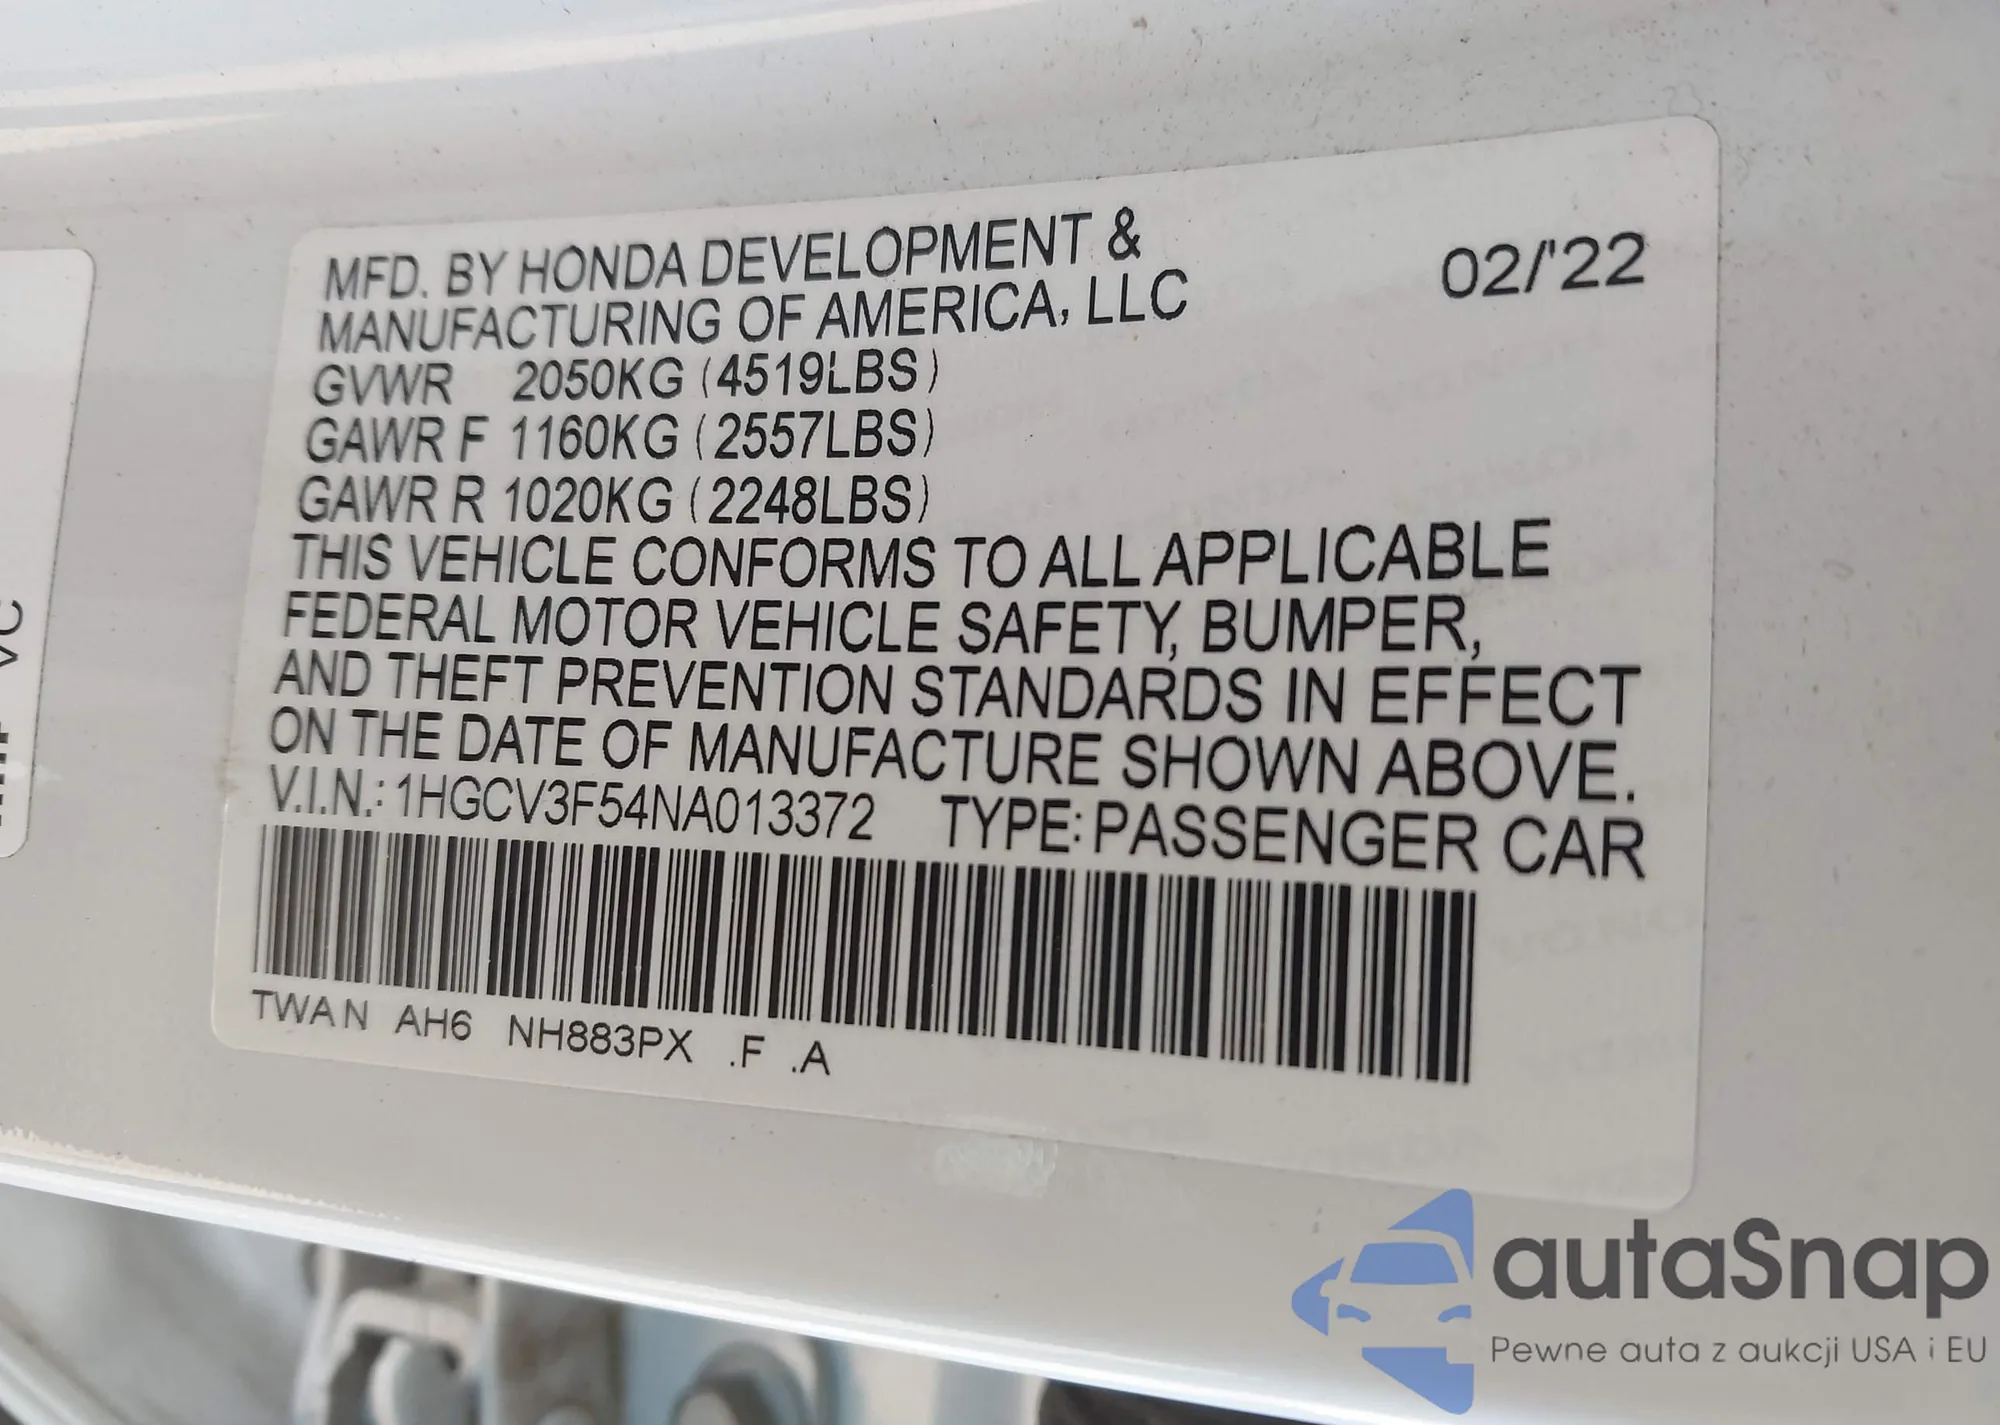 MFD. BY HONDA DEVELOPMENT &
MANUFACTURING OF AMERICA, LLC
02/'22
GVWR 2050KG (4519LBS)
GAWR F 1160KG (2557LBS)
GAWR R 1020KG (2248LBS)
THIS VEHICLE CONFORMS TO ALL APPLICABLE
FEDERAL MOTOR VEHICLE SAFETY, BUMPER,
AND THEFT PREVENTION STANDARDS IN EFFECT
ON THE DATE OF MANUFACTURE SHOWN ABOVE.
V.I.N.: 1HGCV3F54NA013372 TYPE: PASSENGER CAR
TWAN AH6 NH883PX .F .A
VC
autaSnap
Pewne auta z aukcji USA i EU